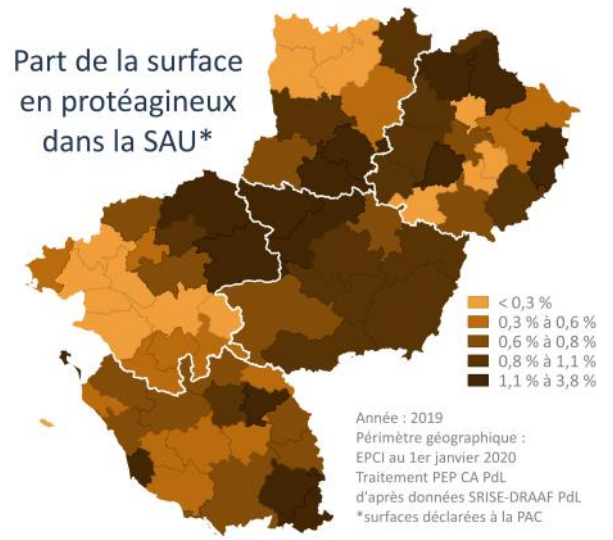 Part de la surface
en protéagineux
dans la SAU*
< 0,3 %
0,3 % à 0,6 %
0,6 % à 0,8 %
0,8 % à 1,1 %
1,1 % à 3,8 %
Année : 2019
Périmètre géographique :
EPCI au 1er janvier 2020
Traitement PEP CA PdL
d'après données SRISE-DRAAF PdL
*surfaces déclarées à la PAC